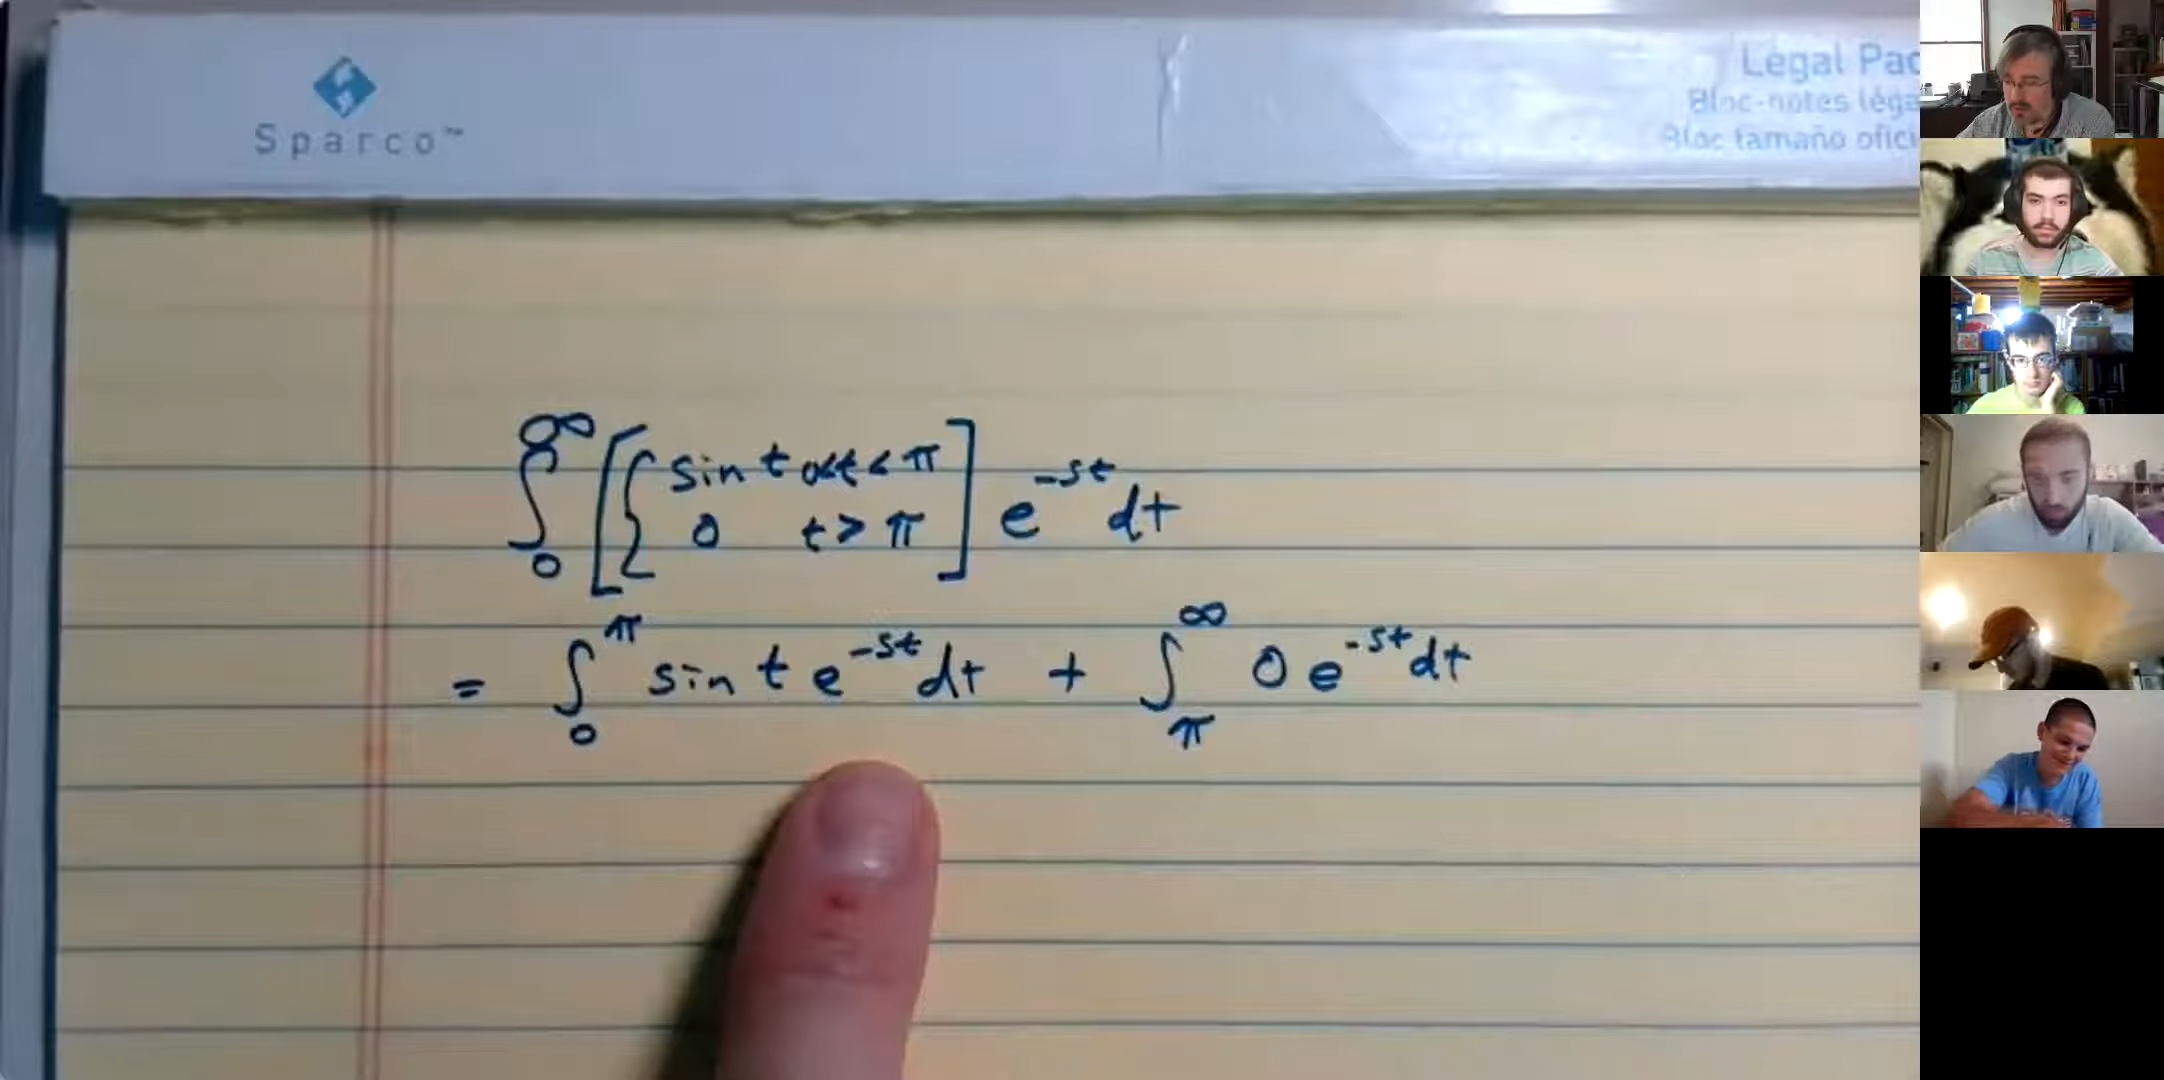 Sparco™
Legal Pad
Bloc-notes léga
Bloc tamaño ofici
∫₀^∞ [ { sin t 0<t<π
0 t>π ] e^{-st} dt
= ∫₀^π sin t e^{-st} dt + ∫_π^∞ 0 e^{-st} dt